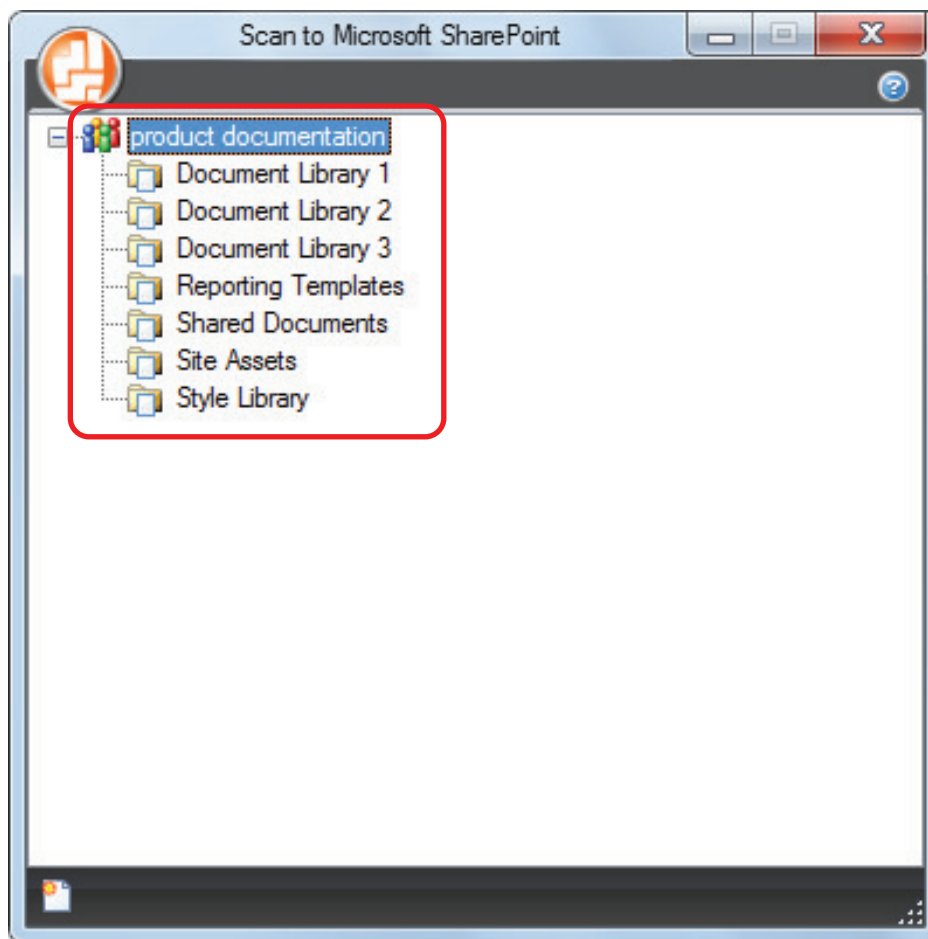 Scan to Microsoft SharePoint
product documentation
Document Library 1
Document Library 2
Document Library 3
Reporting Templates
Shared Documents
Site Assets
Style Library